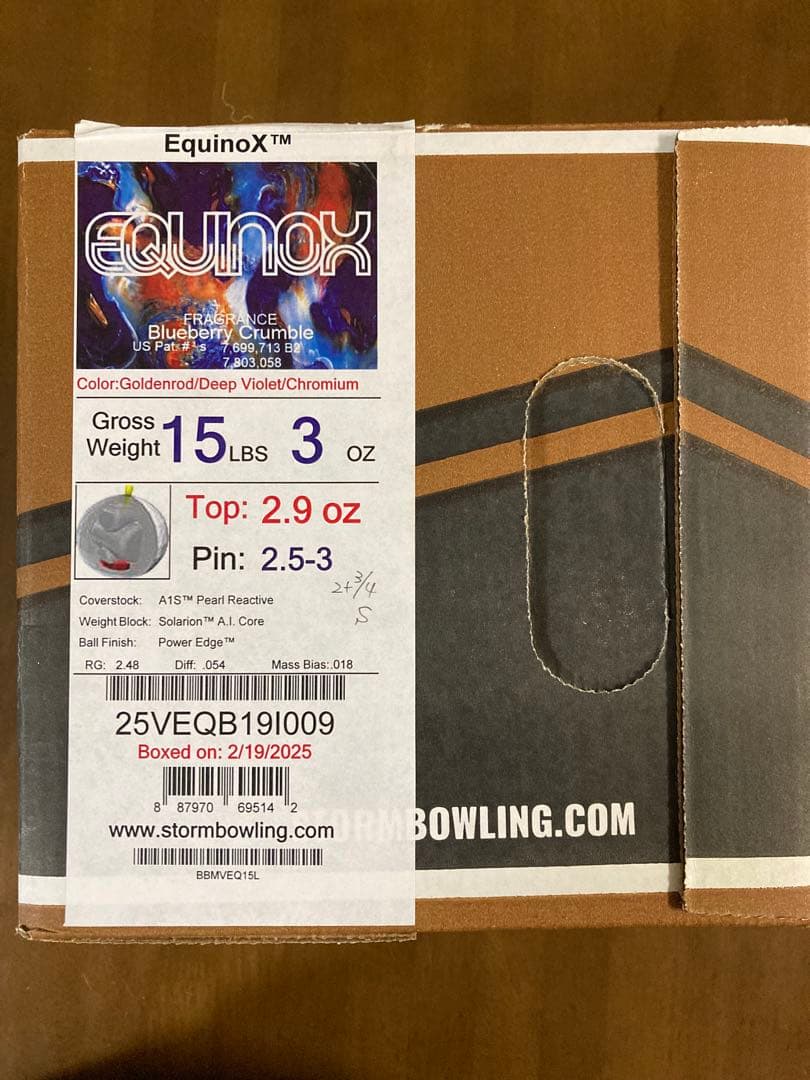 EquinoX™
EQUINOX
FRAGRANCE
Blueberry Crumble
US Pat. #'s 7,699,713 B2
7,803,058
Color:Goldenrod/Deep Violet/Chromium
Gross Weight 15 LBS 3 OZ
Top: 2.9 oz
Pin: 2.5-3
2+3/4
S
Coverstock: A1S™ Pearl Reactive
Weight Block: Solarion™ A.I. Core
Ball Finish: Power Edge™
RG: 2.48 Diff: .054 Mass Bias:.018
25VEQB19I009
Boxed on: 2/19/2025
8 87970 69514 2
www.stormbowling.com
STORMBOWLING.COM
BBMVEQ15L